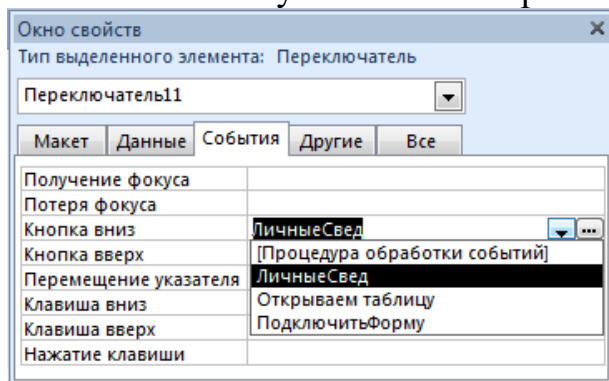 Окно свойств
Тип выделенного элемента: Переключатель
Переключатель11
Макет Данные События Другие Все
Получение фокуса
Потеря фокуса
Кнопка вниз ЛичныеСвед
Кнопка вверх [Процедура обработки событий]
Перемещение указателя ЛичныеСвед
Клавиша вниз Открываем таблицу
Клавиша вверх ПодключитьФорму
Нажатие клавиши